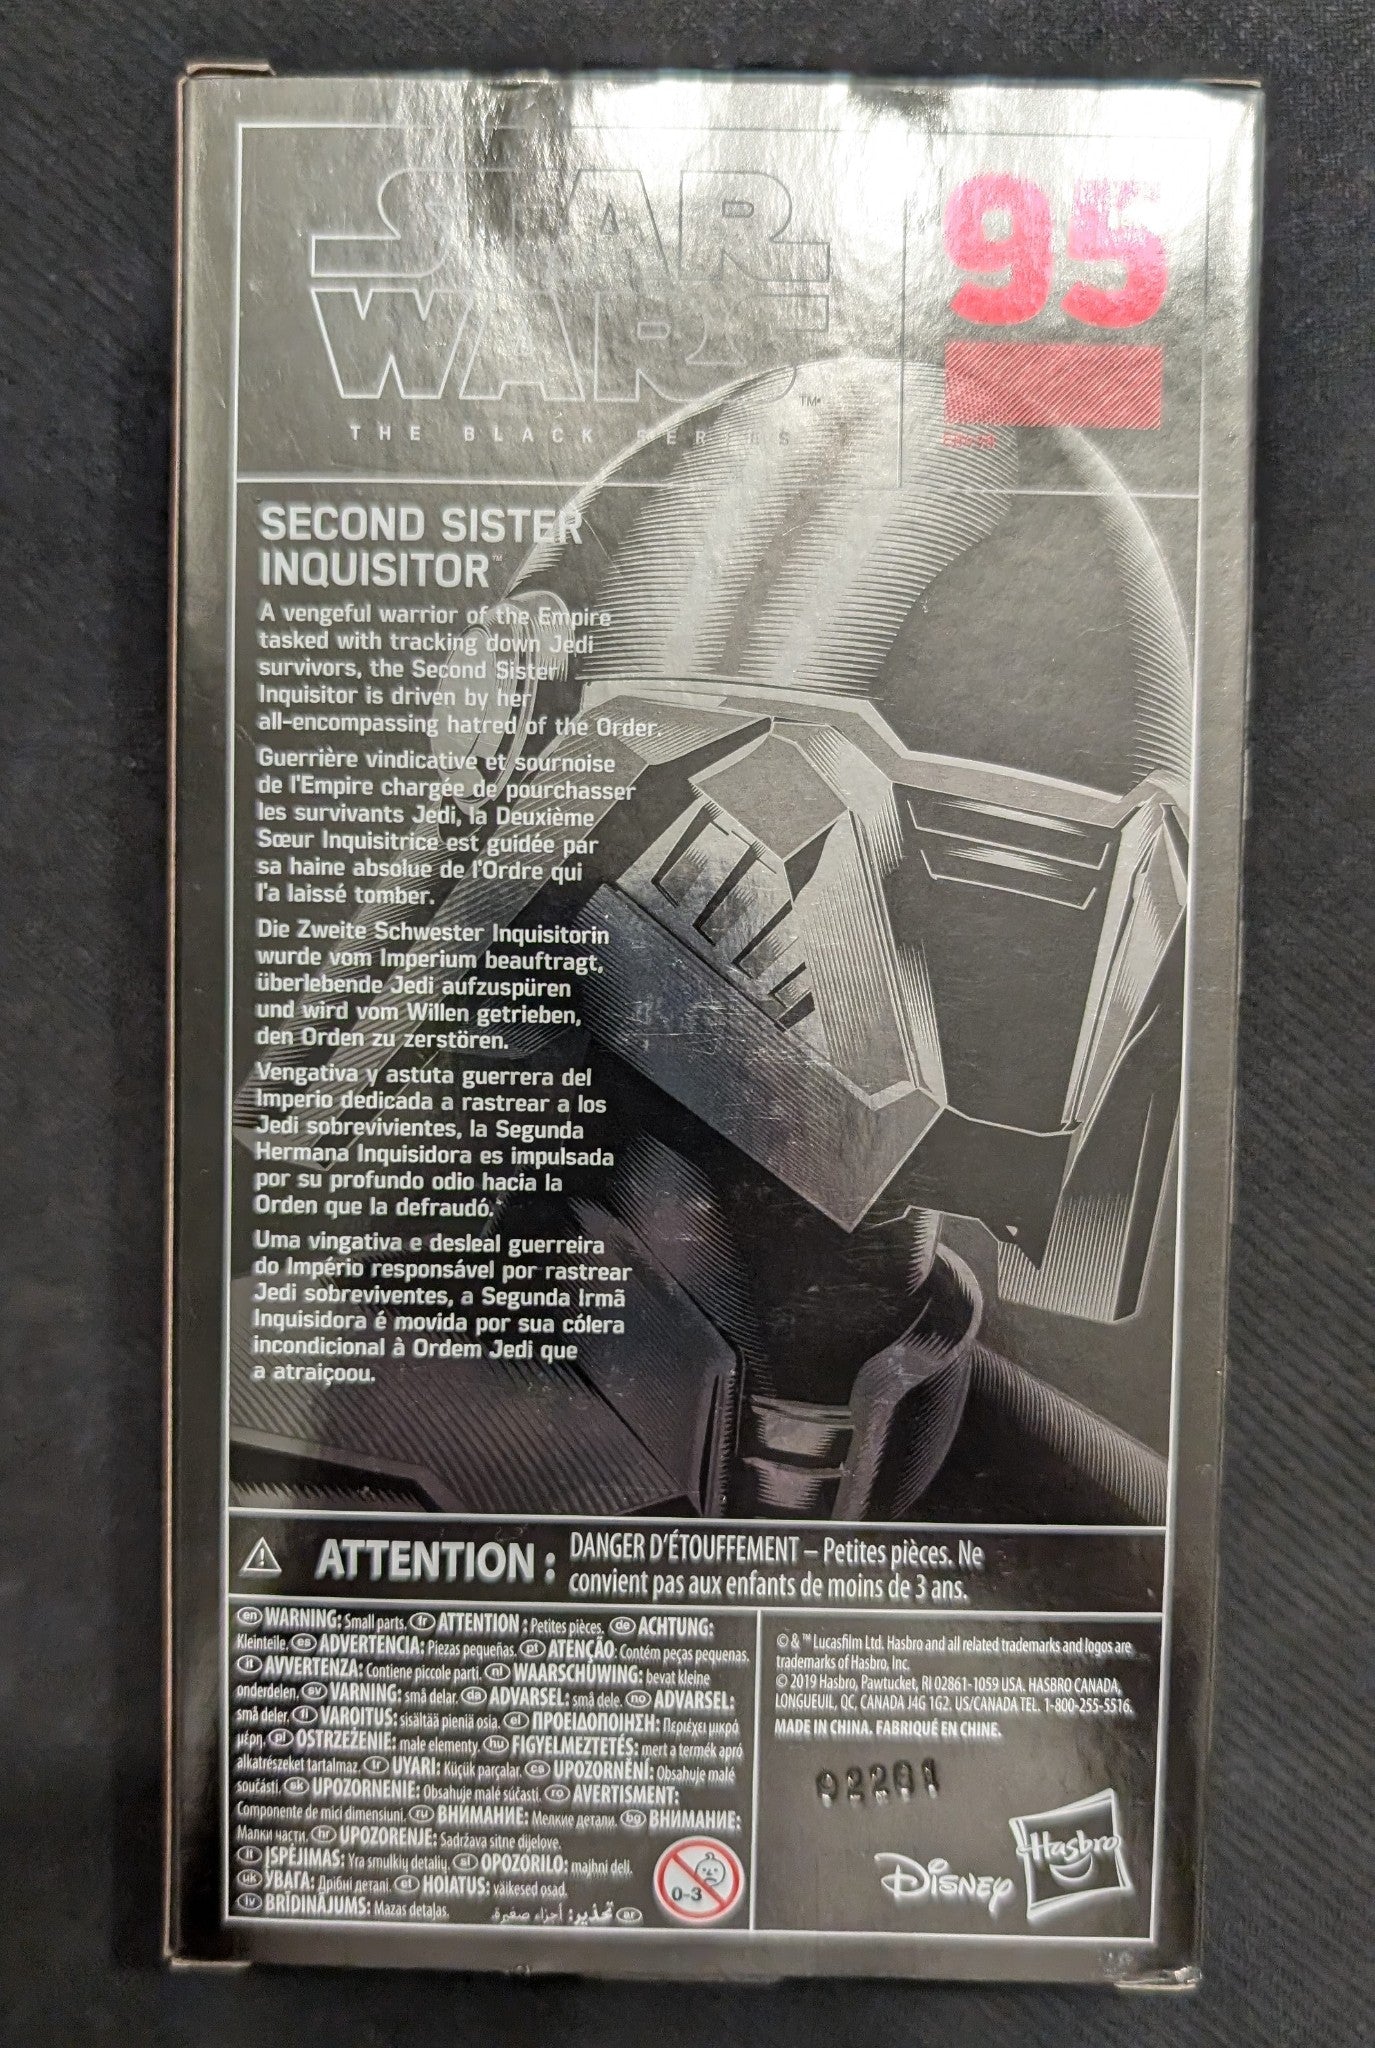 STAR
WARS
TM
THE BLACK SERIES
95
SECOND SISTER
INQUISITOR™
A vengeful warrior of the Empire
tasked with tracking down Jedi
survivors, the Second Sister
Inquisitor is driven by her
all-encompassing hatred of the Order.
Guerrière vindicative et sournoise
de l'Empire chargée de pourchasser
les survivants Jedi, la Deuxième
Sœur Inquisitrice est guidée par
sa haine absolue de l'Ordre qui
l'a laissé tomber.
Die Zweite Schwester Inquisitorin
wurde vom Imperium beauftragt,
überlebende Jedi aufzuspüren
und wird vom Willen getrieben,
den Orden zu zerstören.
Vengativa y astuta guerrera del
Imperio dedicada a rastrear a los
Jedi sobrevivientes, la Segunda
Hermana Inquisidora es impulsada
por su profundo odio hacia la
Orden que la defraudó.
Uma vingativa e desleal guerreira
do Império responsável por rastrear
Jedi sobreviventes, a Segunda Irmã
Inquisidora é movida por sua cólera
incondicional à Ordem Jedi que
a atraiçoou.
ATTENTION :
DANGER D'ÉTOUFFEMENT – Petites pièces. Ne
convient pas aux enfants de moins de 3 ans.
en WARNING: Small parts. fr ATTENTION : Petites pièces. de ACHTUNG:
Kleinteile. es ADVERTENCIA: Piezas pequeñas. pt ATENÇÃO: Contém peças pequenas.
it AVVERTENZA: Contiene piccole parti. nl WAARSCHUWING: bevat kleine
onderdelen. sv VARNING: små delar. da ADVARSEL: små dele. no ADVARSEL:
små deler. fi VAROITUS: sisältää pieniä osia. el ΠΡΟΕΙΔΟΠΟΙΗΣΗ: Περιέχει μικρά
μέρη. pl OSTRZEŻENIE: małe elementy. hu FIGYELMEZTETÉS: mert a termék apró
alkatrészeket tartalmaz. tr UYARI: Küçük parçalar. cs UPOZORNĚNÍ: Obsahuje malé
součásti. sk UPOZORNENIE: Obsahuje malé súčasti. ro AVERTISMENT:
Componente de mici dimensiuni. ru ВНИМАНИЕ: Мелкие детали. bg ВНИМАНИЕ:
Малки части. hr UPOZORENJE: Sadržava sitne dijelove.
lt ĮSPĖJIMAS: Yra smulkių detalių. sl OPOZORILO: majhni deli.
uk УВАГА: Дрібні деталі. et HOIATUS: väikesed osad.
lv BRĪDINĀJUMS: Mazas detaļas. ar تحذير: أجزاء صغيرة.
0-3
© & ™ Lucasfilm Ltd. Hasbro and all related trademarks and logos are
trademarks of Hasbro, Inc.
© 2019 Hasbro, Pawtucket, RI 02861-1059 USA. HASBRO CANADA,
LONGUEUIL, QC, CANADA J4G 1G2. US/CANADA TEL. 1-800-255-5516.
MADE IN CHINA. FABRIQUÉ EN CHINE.
92281
Disney
Hasbro